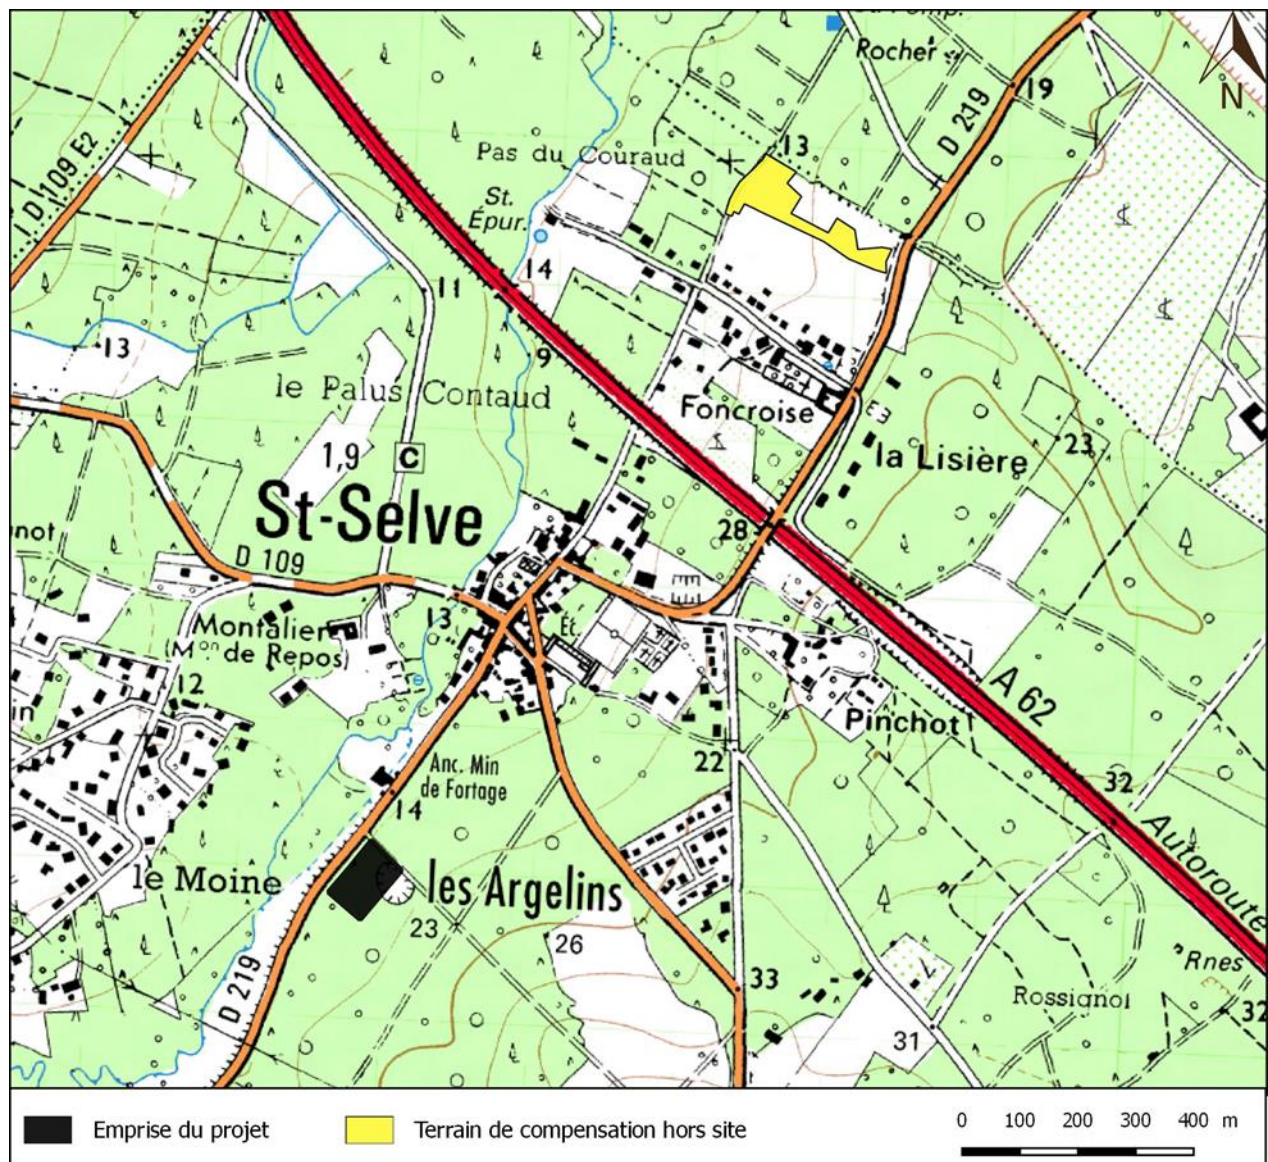 Rocher
N
19
D 219
D 109 E2
13
Pas du Couraud
St.
Épur.
14
11
13
9
le Palus Contaud
Foncroise
E3
la Lisière
23
1,9
C
St-Selve
28
D 109
13
Montalier
(Mon de Repos)
Et.
12
A 62
Pinchot
22
Anc. Min
de Fortage
14
32
Autoroute
le Moine
les Argelins
23
26
D 219
33
Rnes
Rossignol
32
31
Emprise du projet
Terrain de compensation hors site
0 100 200 300 400 m